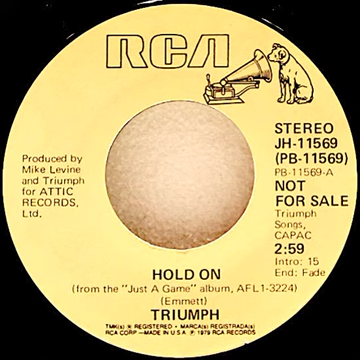 RCA
STEREO
JH-11569
(PB-11569)
PB-11569-A
NOT
FOR SALE
Triumph
Songs,
CAPAC
2:59
Intro: 15
End: Fade
Produced by
Mike Levine
and Triumph
for ATTIC
RECORDS,
Ltd.
HOLD ON
(from the "Just A Game" album, AFL1-3224)
(Emmett)
TRIUMPH
TMK(s) ® REGISTERED • MARCA(s) REGISTRADA(s)
RCA CORP — MADE IN U.S.A. ℗ 1979 RCA RECORDS